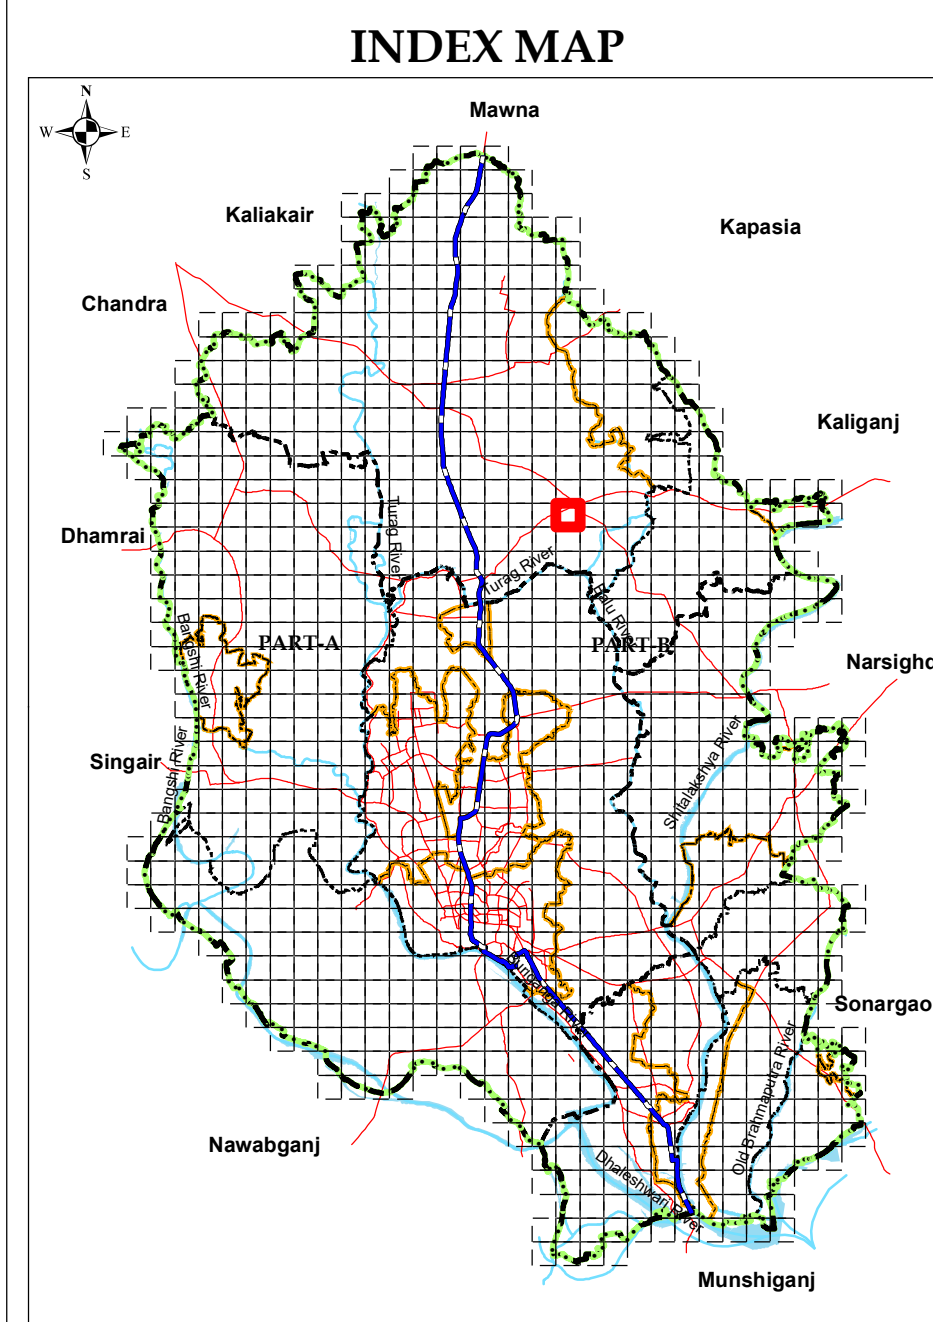 INDEX MAP
N
W E
S
Mawna
Kaliakair
Kapasia
Chandra
Kaliganj
Dhamrai
Turag River
Turag River
Balu River
Bangshi River
PART-A
PART-B
Narsighd
Singair
Bangshi River
Shitalakshya River
Buriganga River
Sonargao
Old Brahmaputra River
Nawabganj
Dhaleshwari River
Munshiganj